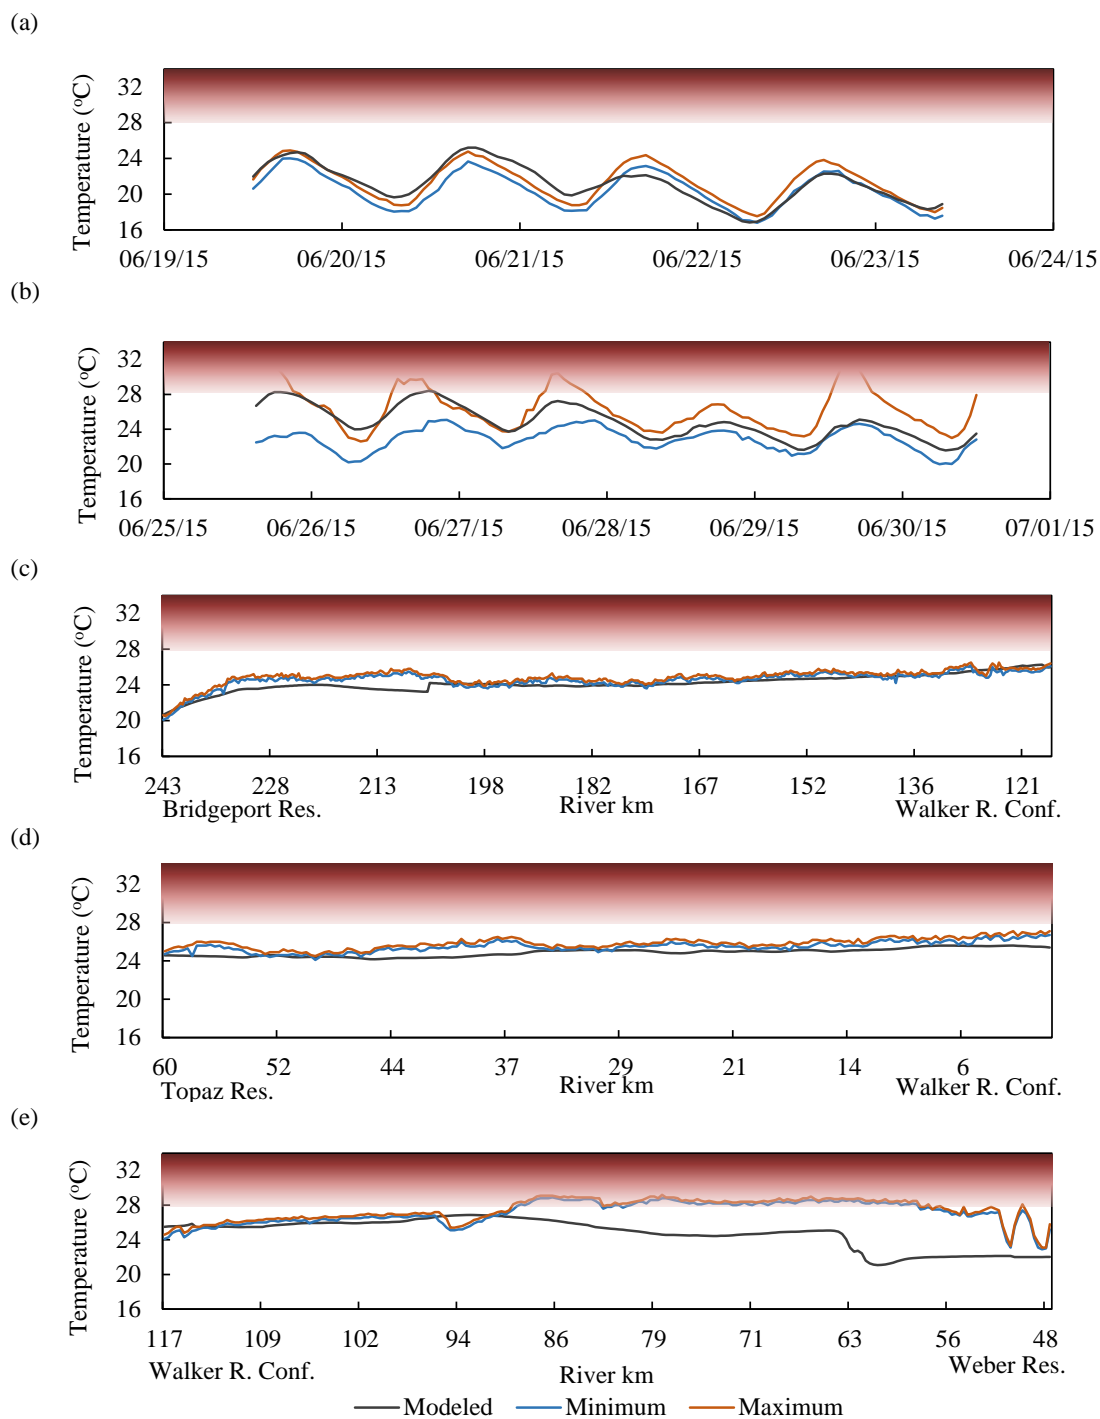 (a)
Temperature (°C)
32
28
24
20
16
06/19/15 06/20/15 06/21/15 06/22/15 06/23/15 06/24/15
(b)
Temperature (°C)
32
28
24
20
16
06/25/15 06/26/15 06/27/15 06/28/15 06/29/15 06/30/15 07/01/15
(c)
Temperature (°C)
32
28
24
20
16
243 228 213 198 182 167 152 136 121
Bridgeport Res. River km Walker R. Conf.
(d)
Temperature (°C)
32
28
24
20
16
60 52 44 37 29 21 14 6
Topaz Res. River km Walker R. Conf.
(e)
Temperature (°C)
32
28
24
20
16
117 109 102 94 86 79 71 63 56 48
Walker R. Conf. River km Weber Res.
Modeled Minimum Maximum